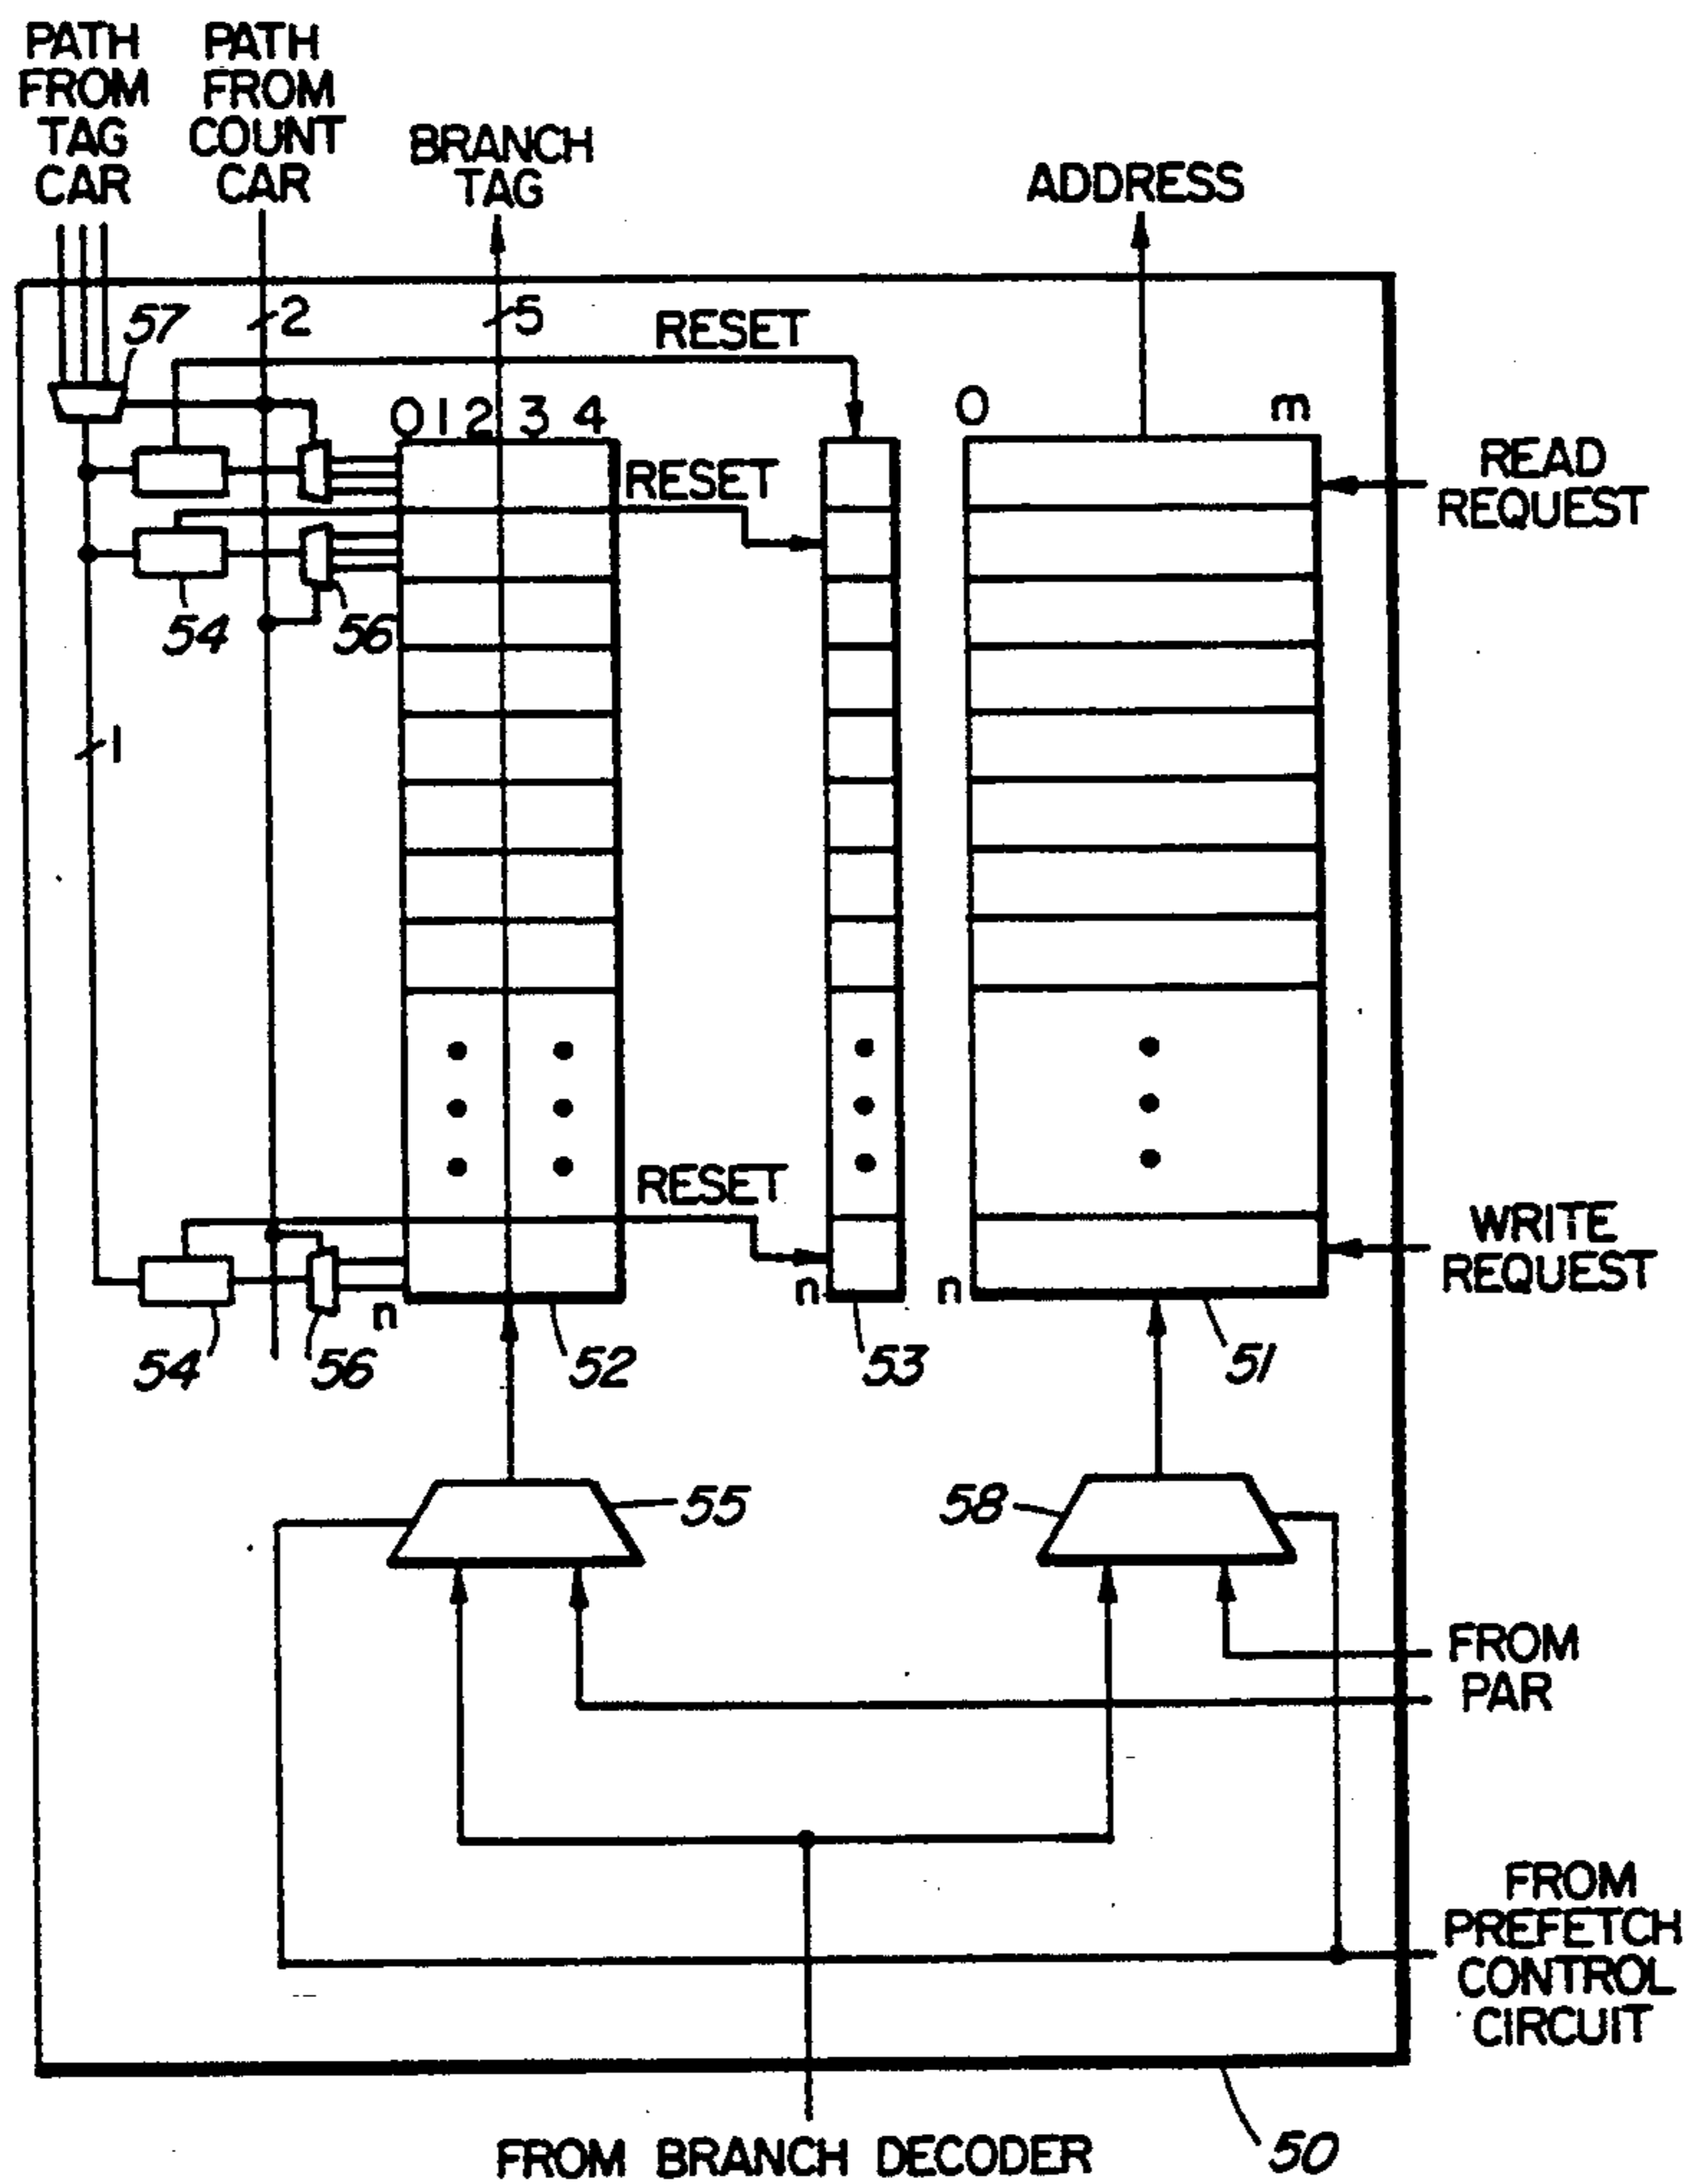 PATH
FROM
TAG
CAR
PATH
FROM
COUNT
CAR
BRANCH
TAG
ADDRESS
57
2
5
RESET
0 1 2 3 4
0 m
RESET
READ
REQUEST
54
56
1
RESET
WRITE
REQUEST
n
n
n
54
56
52
53
51
55
58
FROM
PAR
FROM
PREFETCH
CONTROL
CIRCUIT
FROM BRANCH DECODER
50